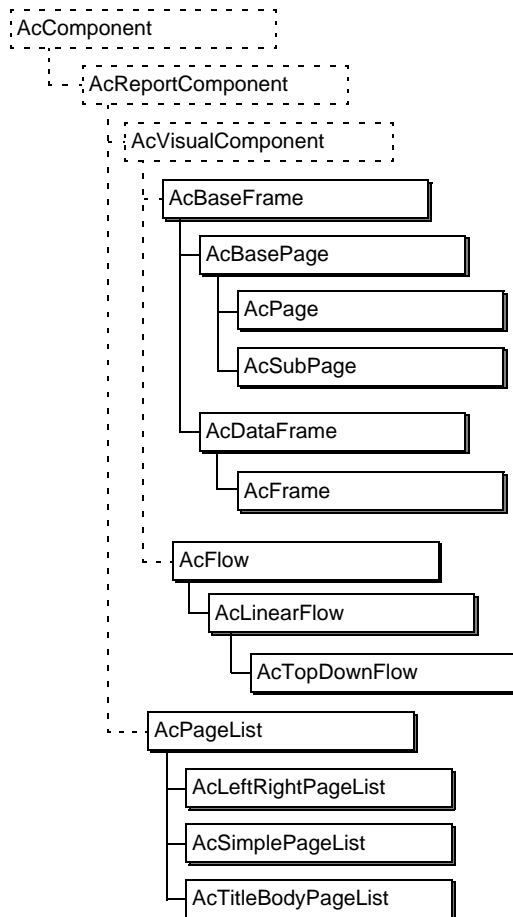 AcComponent
AcReportComponent
AcVisualComponent
AcBaseFrame
AcBasePage
AcPage
AcSubPage
AcDataFrame
AcFrame
AcFlow
AcLinearFlow
AcTopDownFlow
AcPageList
AcLeftRightPageList
AcSimplePageList
AcTitleBodyPageList